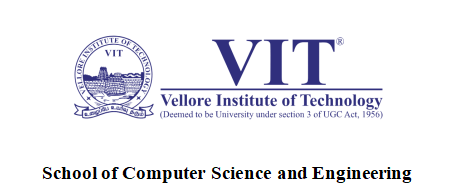 VELLORE INSTITUTE OF TECHNOLOGY
VIT
VIT®
Vellore Institute of Technology
(Deemed to be University under section 3 of UGC Act, 1956)
School of Computer Science and Engineering